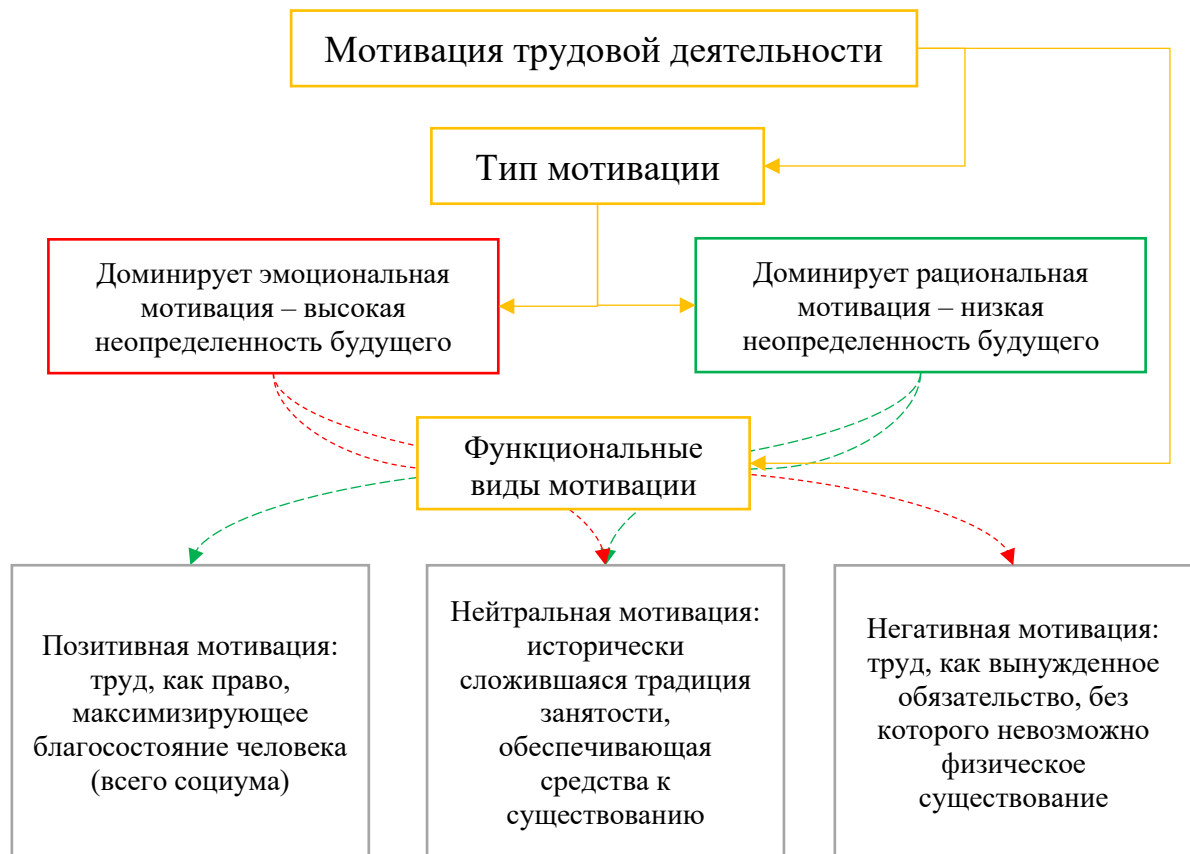 Мотивация трудовой деятельности
Тип мотивации
Доминирует эмоциональная
мотивация – высокая
неопределенность будущего
Доминирует рациональная
мотивация – низкая
неопределенность будущего
Функциональные
виды мотивации
Позитивная мотивация:
труд, как право,
максимизирующее
благосостояние человека
(всего социума)
Нейтральная мотивация:
исторически
сложившаяся традиция
занятости,
обеспечивающая
средства к
существованию
Негативная мотивация:
труд, как вынужденное
обязательство, без
которого невозможно
физическое
существование